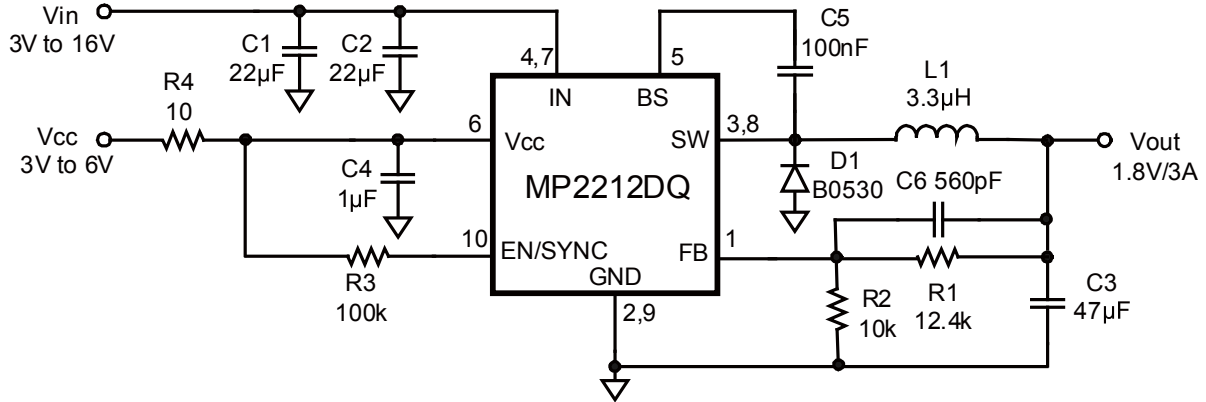 Vin
3V to 16V
C1
22µF
C2
22µF
4,7
5
C5
100nF
R4
10
IN
BS
L1
3.3µH
Vcc
3V to 6V
6
Vcc
SW
3,8
Vout
1.8V/3A
C4
1µF
MP2212DQ
D1
B0530
C6 560pF
10
EN/SYNC
FB
1
R3
100k
GND
2,9
R2
10k
R1
12.4k
C3
47µF